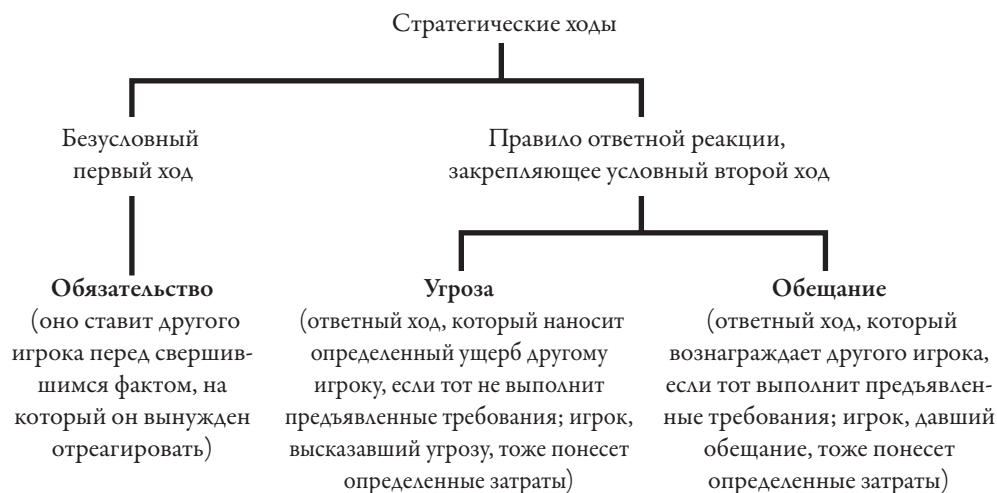 Стратегические ходы
Безусловный
первый ход
Правило ответной реакции,
закрепляющее условный второй ход
Обязательство
(оно ставит другого
игрока перед свершив-
шимся фактом, на
который он вынужден
отреагировать)
Угроза
(ответный ход, который наносит
определенный ущерб другому
игроку, если тот не выполнит
предъявленные требования; игрок,
высказавший угрозу, тоже понесет
определенные затраты)
Обещание
(ответный ход, который
вознаграждает другого игрока,
если тот выполнит предъявлен-
ные требования; игрок, давший
обещание, тоже понесет
определенные затраты)